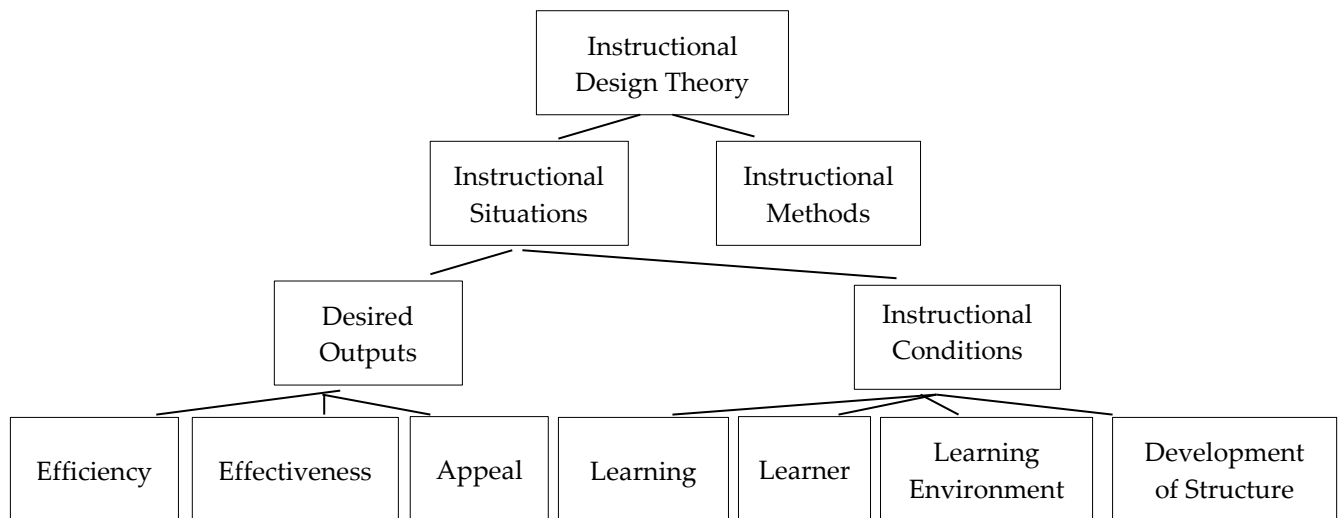 Instructional
Design Theory
Instructional
Situations
Instructional
Methods
Desired
Outputs
Instructional
Conditions
Efficiency
Effectiveness
Appeal
Learning
Learner
Learning
Environment
Development
of Structure